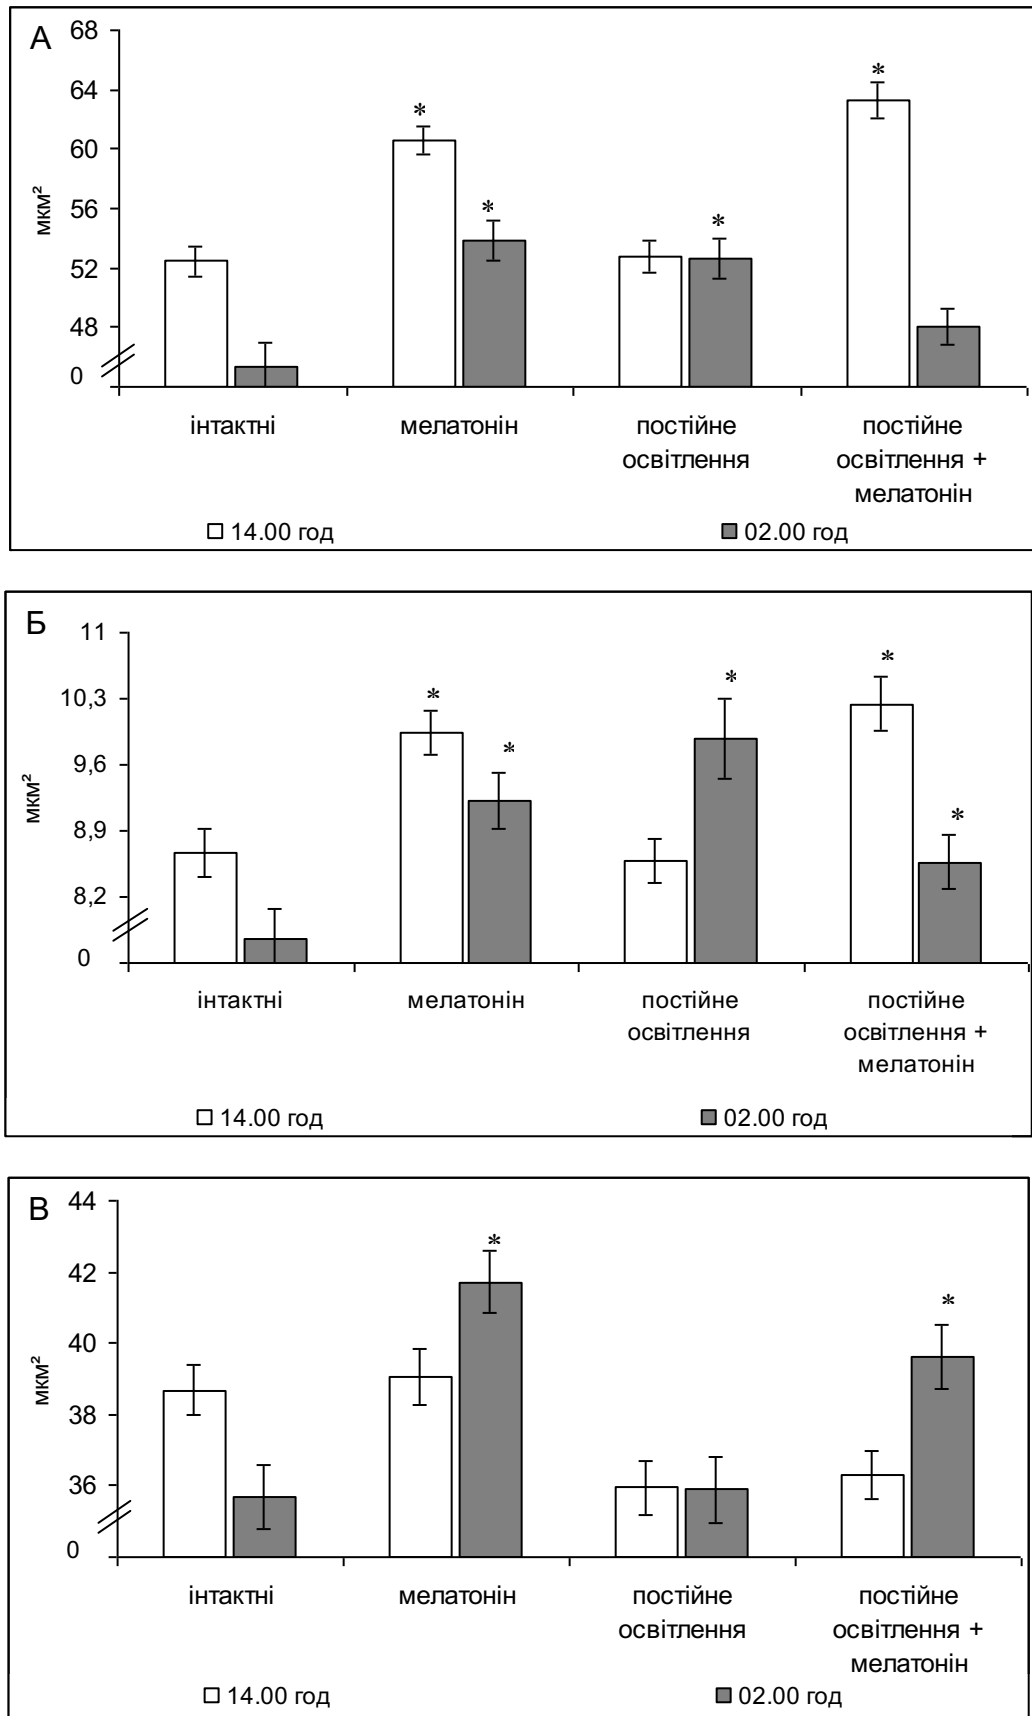 А
68
64
60
56
52
48
0
мкм²
*
*
*
*
інтактні
мелатонін
постійне
освітлення
постійне
освітлення +
мелатонін
14.00 год
02.00 год
Б
11
10,3
9,6
8,9
8,2
0
мкм²
*
*
*
*
*
інтактні
мелатонін
постійне
освітлення
постійне
освітлення +
мелатонін
14.00 год
02.00 год
В
44
42
40
38
36
0
мкм²
*
*
інтактні
мелатонін
постійне
освітлення
постійне
освітлення +
мелатонін
14.00 год
02.00 год